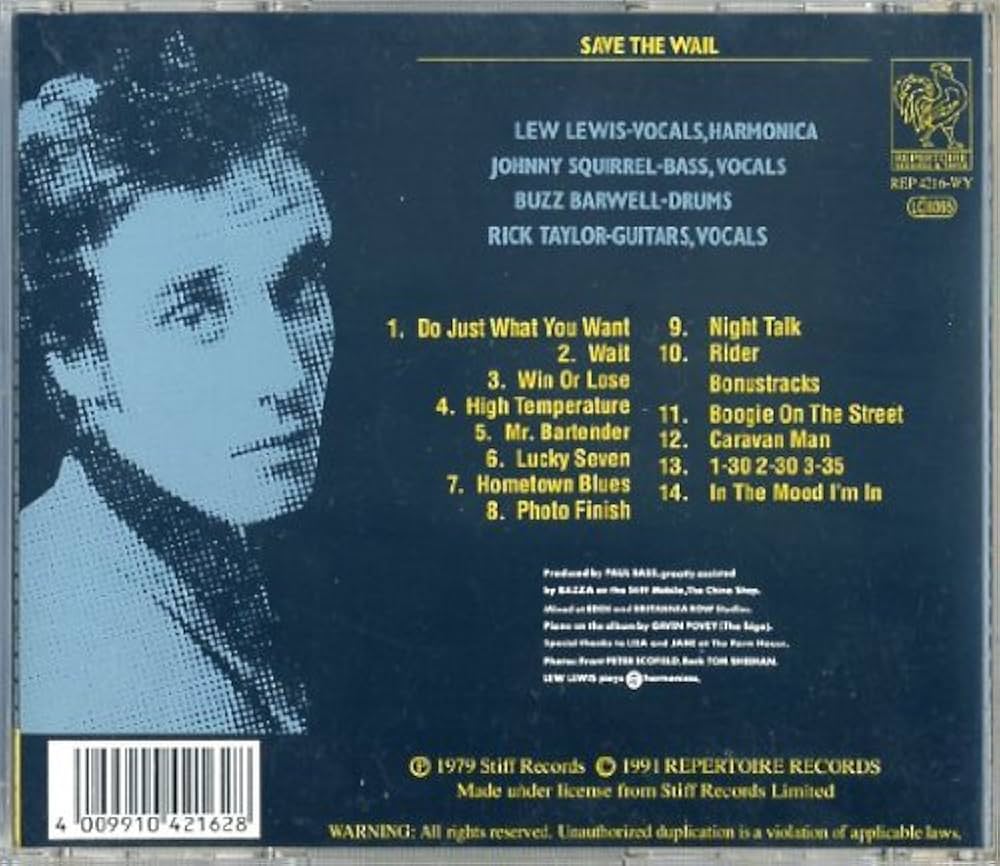 SAVE THE WAIL
LEW LEWIS-VOCALS, HARMONICA
JOHNNY SQUIRREL-BASS, VOCALS
BUZZ BARWELL-DRUMS
RICK TAYLOR-GUITARS, VOCALS
REPERTOIRE
REP 4216-WY
1. Do Just What You Want
2. Wait
3. Win Or Lose
4. High Temperature
5. Mr. Bartender
6. Lucky Seven
7. Hometown Blues
8. Photo Finish
9. Night Talk
10. Rider
Bonustracks
11. Boogie On The Street
12. Caravan Man
13. 1-30 2-30 3-35
14. In The Mood I'm In
Produced by PAUL BASS, greatly assisted
by BAZZA on the Stiff Mobile, The China Shop.
Mixed at EDEN and BRITANNIA ROW Studios.
Piano on the album by GAVIN POVEY (The Edge).
Special thanks to LISA and JANE at The Farm House.
Photos: Front PETER SCOFIELD, Back TOM SHEEHAN.
LEW LEWIS plays harmonicas.
4 009910 421628
℗ 1979 Stiff Records © 1991 REPERTOIRE RECORDS
Made under license from Stiff Records Limited
WARNING: All rights reserved. Unauthorized duplication is a violation of applicable laws.